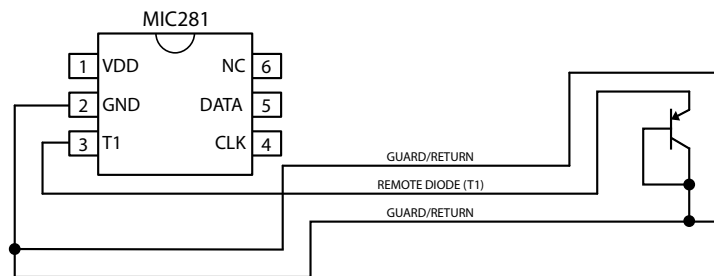 MIC281
1 VDD NC 6
2 GND DATA 5
3 T1 CLK 4
GUARD/RETURN
REMOTE DIODE (T1)
GUARD/RETURN